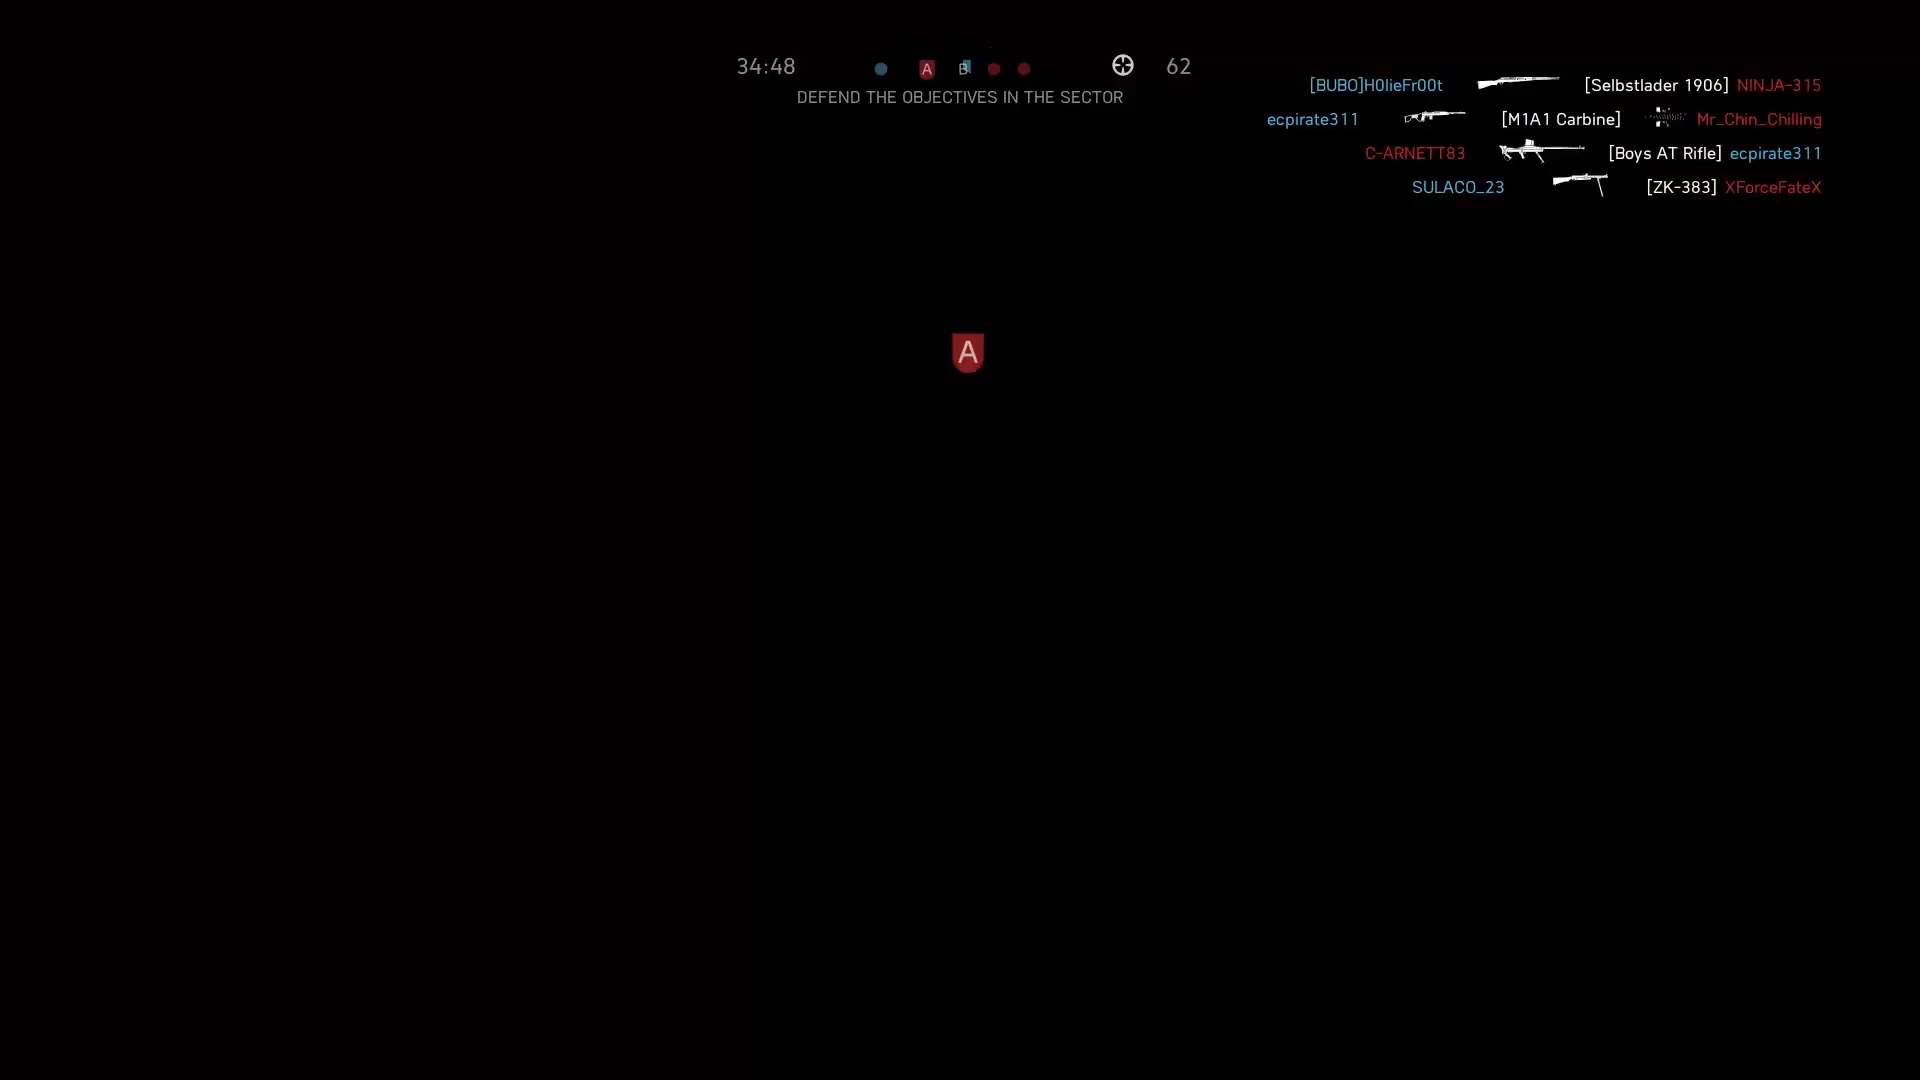 34:48 A B 62
DEFEND THE OBJECTIVES IN THE SECTOR
[BUBO]H0lieFr00t [Selbstlader 1906] NINJA-315
ecpirate311 [M1A1 Carbine] Mr_Chin_Chilling
C-ARNETT83 [Boys AT Rifle] ecpirate311
SULACO_23 [ZK-383] XForceFateX
A